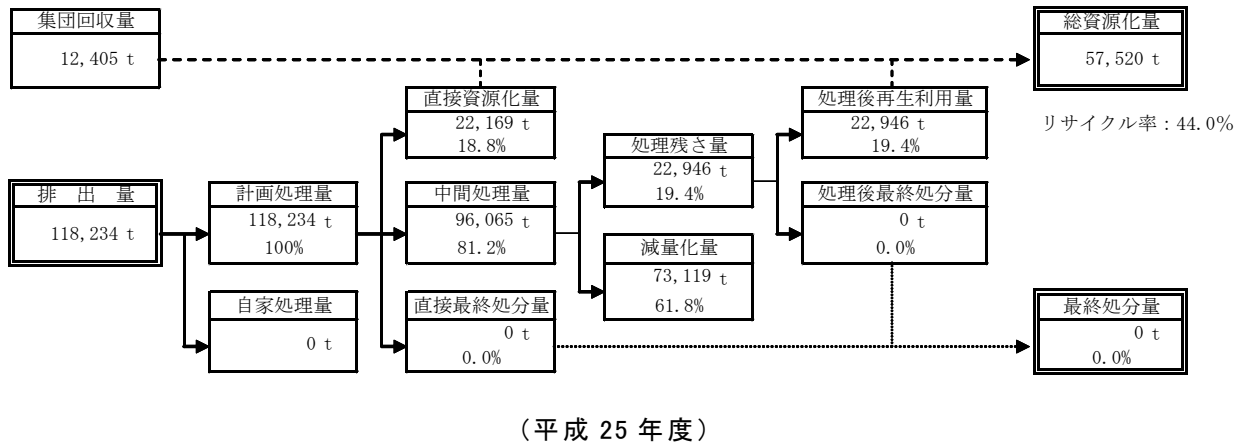 集団回収量
12,405 t
総資源化量
57,520 t
リサイクル率：44.0%
直接資源化量
22,169 t
18.8%
処理後再生利用量
22,946 t
19.4%
処理残さ量
22,946 t
19.4%
排 出 量
118,234 t
計画処理量
118,234 t
100%
中間処理量
96,065 t
81.2%
処理後最終処分量
0 t
0.0%
減量化量
73,119 t
61.8%
自家処理量
0 t
直接最終処分量
0 t
0.0%
最終処分量
0 t
0.0%
（平成 25 年度）